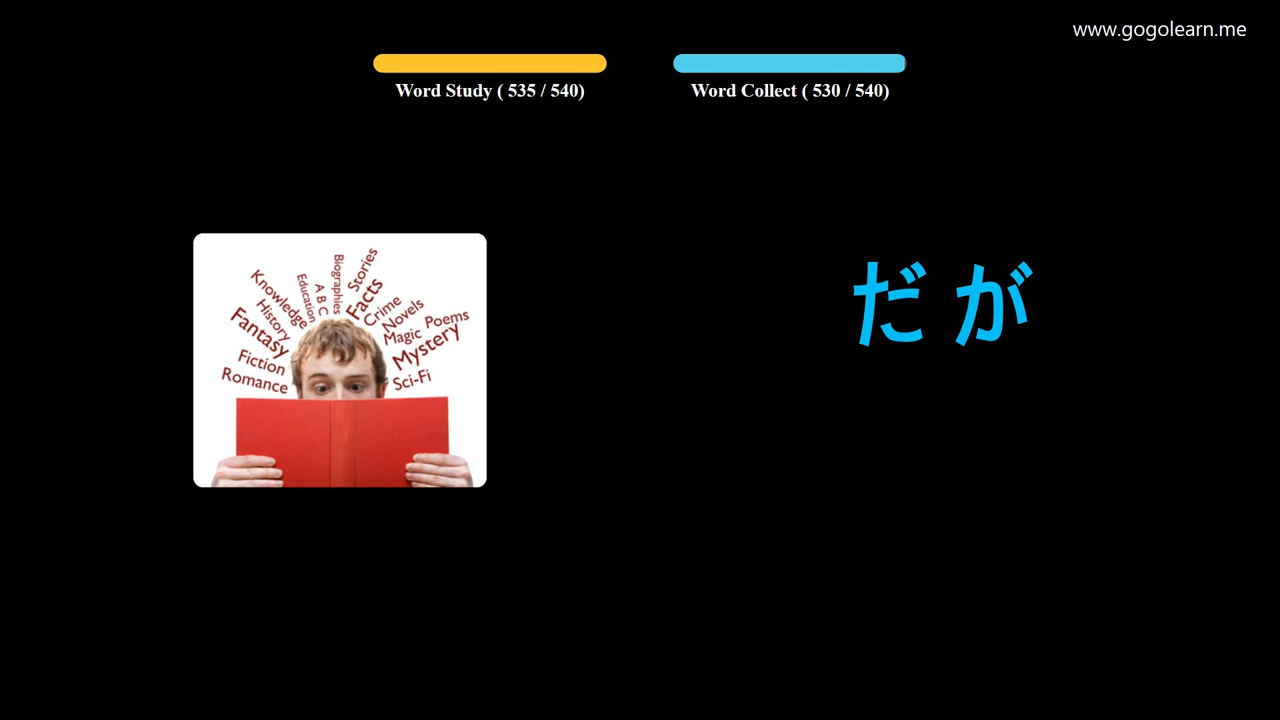 www.gogolearn.me
Word Study ( 535 / 540)
Word Collect ( 530 / 540)
だが
Stories
Biographies
Facts
A B C
Education
Knowledge
Crime
History
Novels
Fantasy
Magic
Poems
Mystery
Fiction
Romance
Sci-Fi